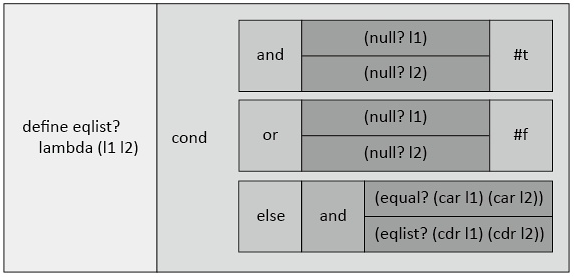 define eqlist?
lambda (l1 l2)
cond
and
(null? l1)
(null? l2)
#t
or
(null? l1)
(null? l2)
#f
else
and
(equal? (car l1) (car l2))
(eqlist? (cdr l1) (cdr l2))